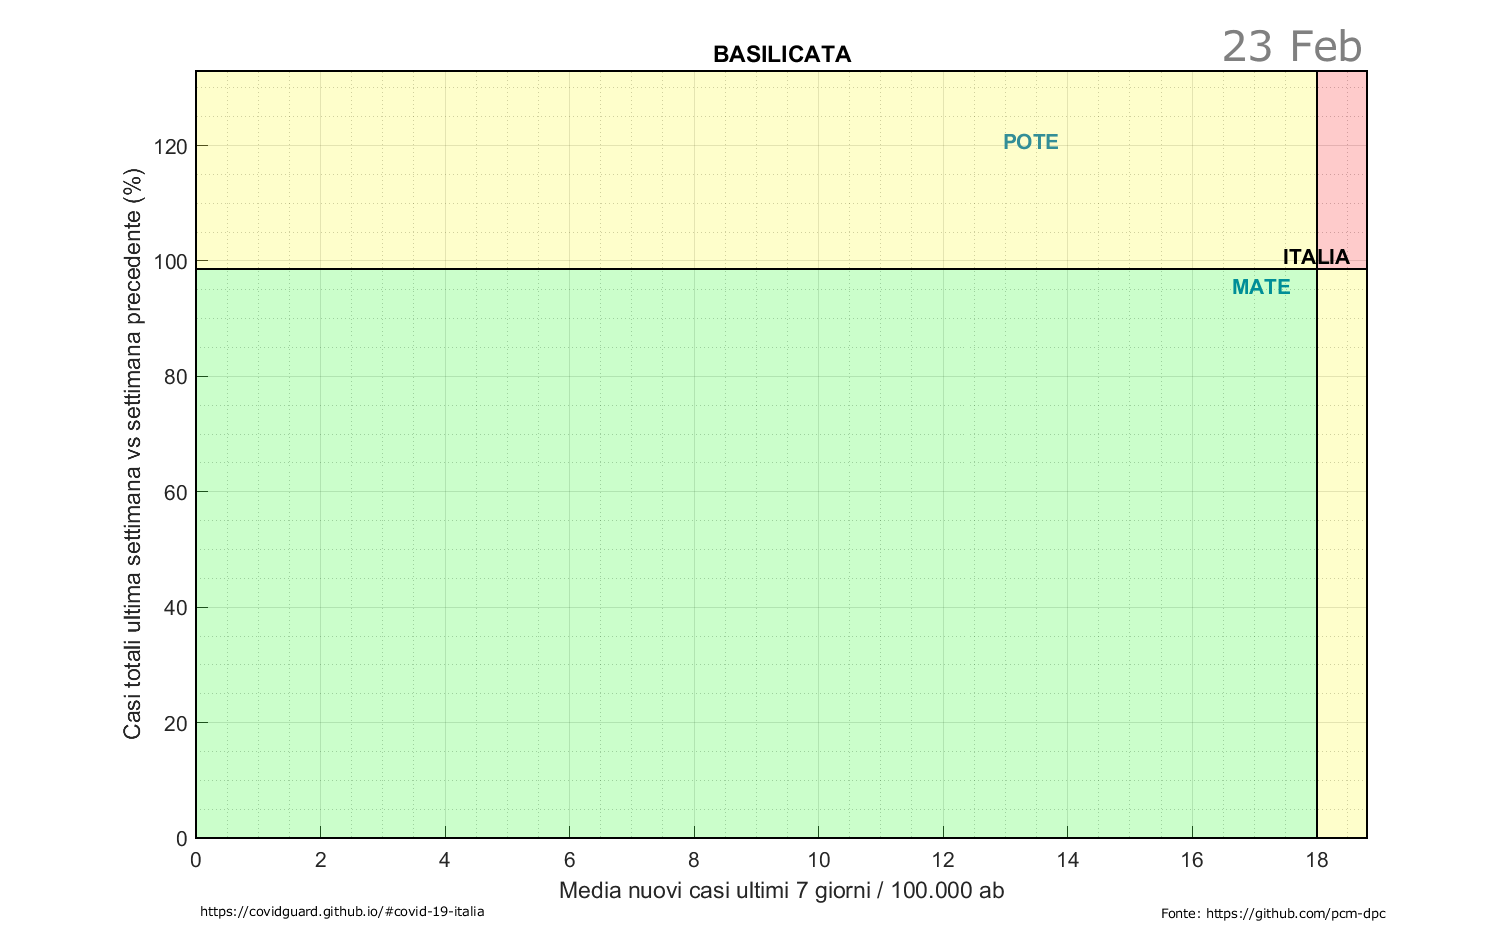 23 Feb
BASILICATA
POTE
ITALIA
MATE
Casi totali ultima settimana vs settimana precedente (%)
120
100
80
60
40
20
0
0 2 4 6 8 10 12 14 16 18
Media nuovi casi ultimi 7 giorni / 100.000 ab
https://covidguard.github.io/#covid-19-italia
Fonte: https://github.com/pcm-dpc